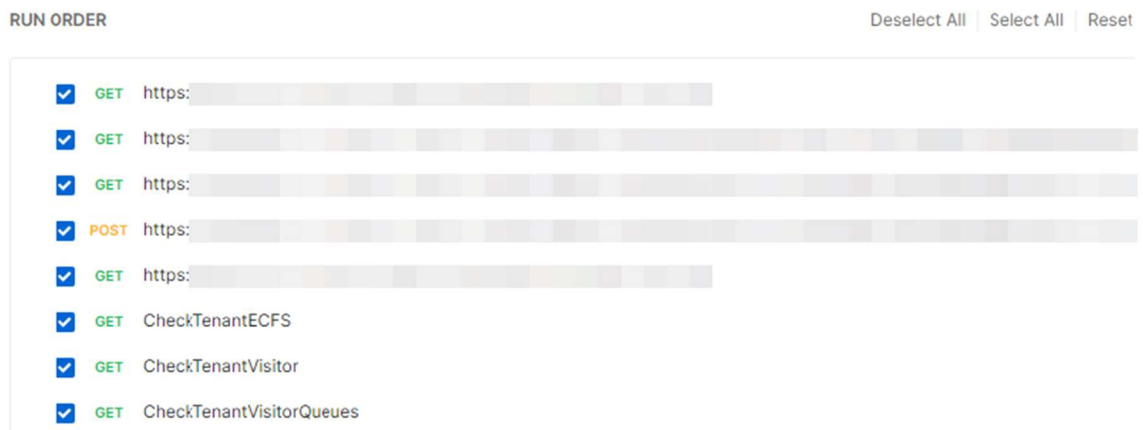 RUN ORDER Deselect All Select All Reset
GET https:
GET https:
GET https:
POST https:
GET https:
GET CheckTenantECFS
GET CheckTenantVisitor
GET CheckTenantVisitorQueues